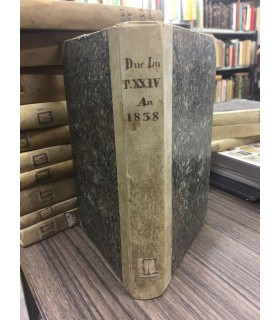 Duc Lu
T.XXIV
An
1838